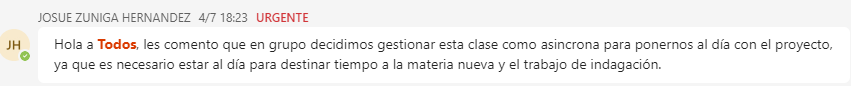 JOSUE ZUNIGA HERNANDEZ 4/7 18:23 URGENTE
JH
Hola a Todos, les comento que en grupo decidimos gestionar esta clase como asincrona para ponernos al día con el proyecto,
ya que es necesario estar al día para destinar tiempo a la materia nueva y el trabajo de indagación.